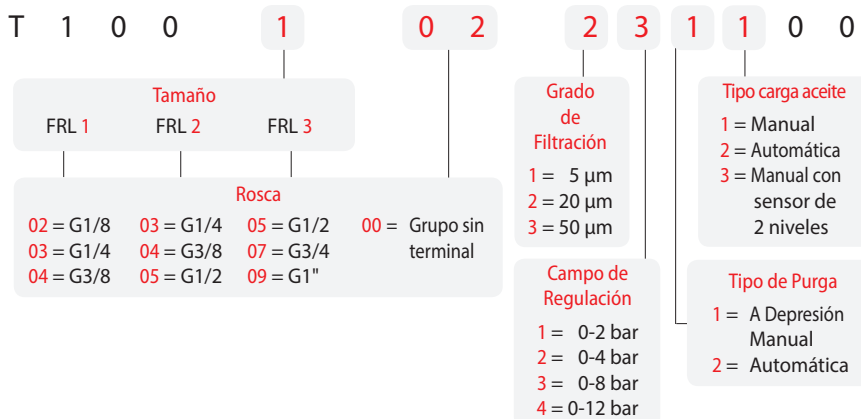 T 1 0 0 1 0 2 2 3 1 1 0 0
Tamaño
FRL 1 FRL 2 FRL 3
Rosca
02 = G1/8 03 = G1/4 05 = G1/2 00 = Grupo sin
03 = G1/4 04 = G3/8 07 = G3/4 terminal
04 = G3/8 05 = G1/2 09 = G1"
Grado
de
Filtración
1 = 5 µm
2 = 20 µm
3 = 50 µm
Campo de
Regulación
1 = 0-2 bar
2 = 0-4 bar
3 = 0-8 bar
4 = 0-12 bar
Tipo carga aceite
1 = Manual
2 = Automática
3 = Manual con
sensor de
2 niveles
Tipo de Purga
1 = A Depresión
Manual
2 = Automática